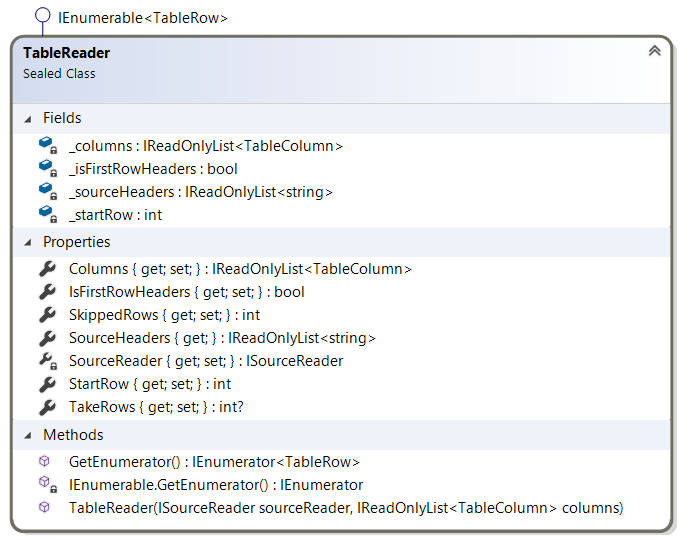 IEnumerable<TableRow>
TableReader
Sealed Class
Fields
_columns : IReadOnlyList<TableColumn>
_isFirstRowHeaders : bool
_sourceHeaders : IReadOnlyList<string>
_startRow : int
Properties
Columns { get; set; } : IReadOnlyList<TableColumn>
IsFirstRowHeaders { get; set; } : bool
SkippedRows { get; set; } : int
SourceHeaders { get; } : IReadOnlyList<string>
SourceReader { get; set; } : ISourceReader
StartRow { get; set; } : int
TakeRows { get; set; } : int?
Methods
GetEnumerator() : IEnumerator<TableRow>
IEnumerable.GetEnumerator() : IEnumerator
TableReader(ISourceReader sourceReader, IReadOnlyList<TableColumn> columns)